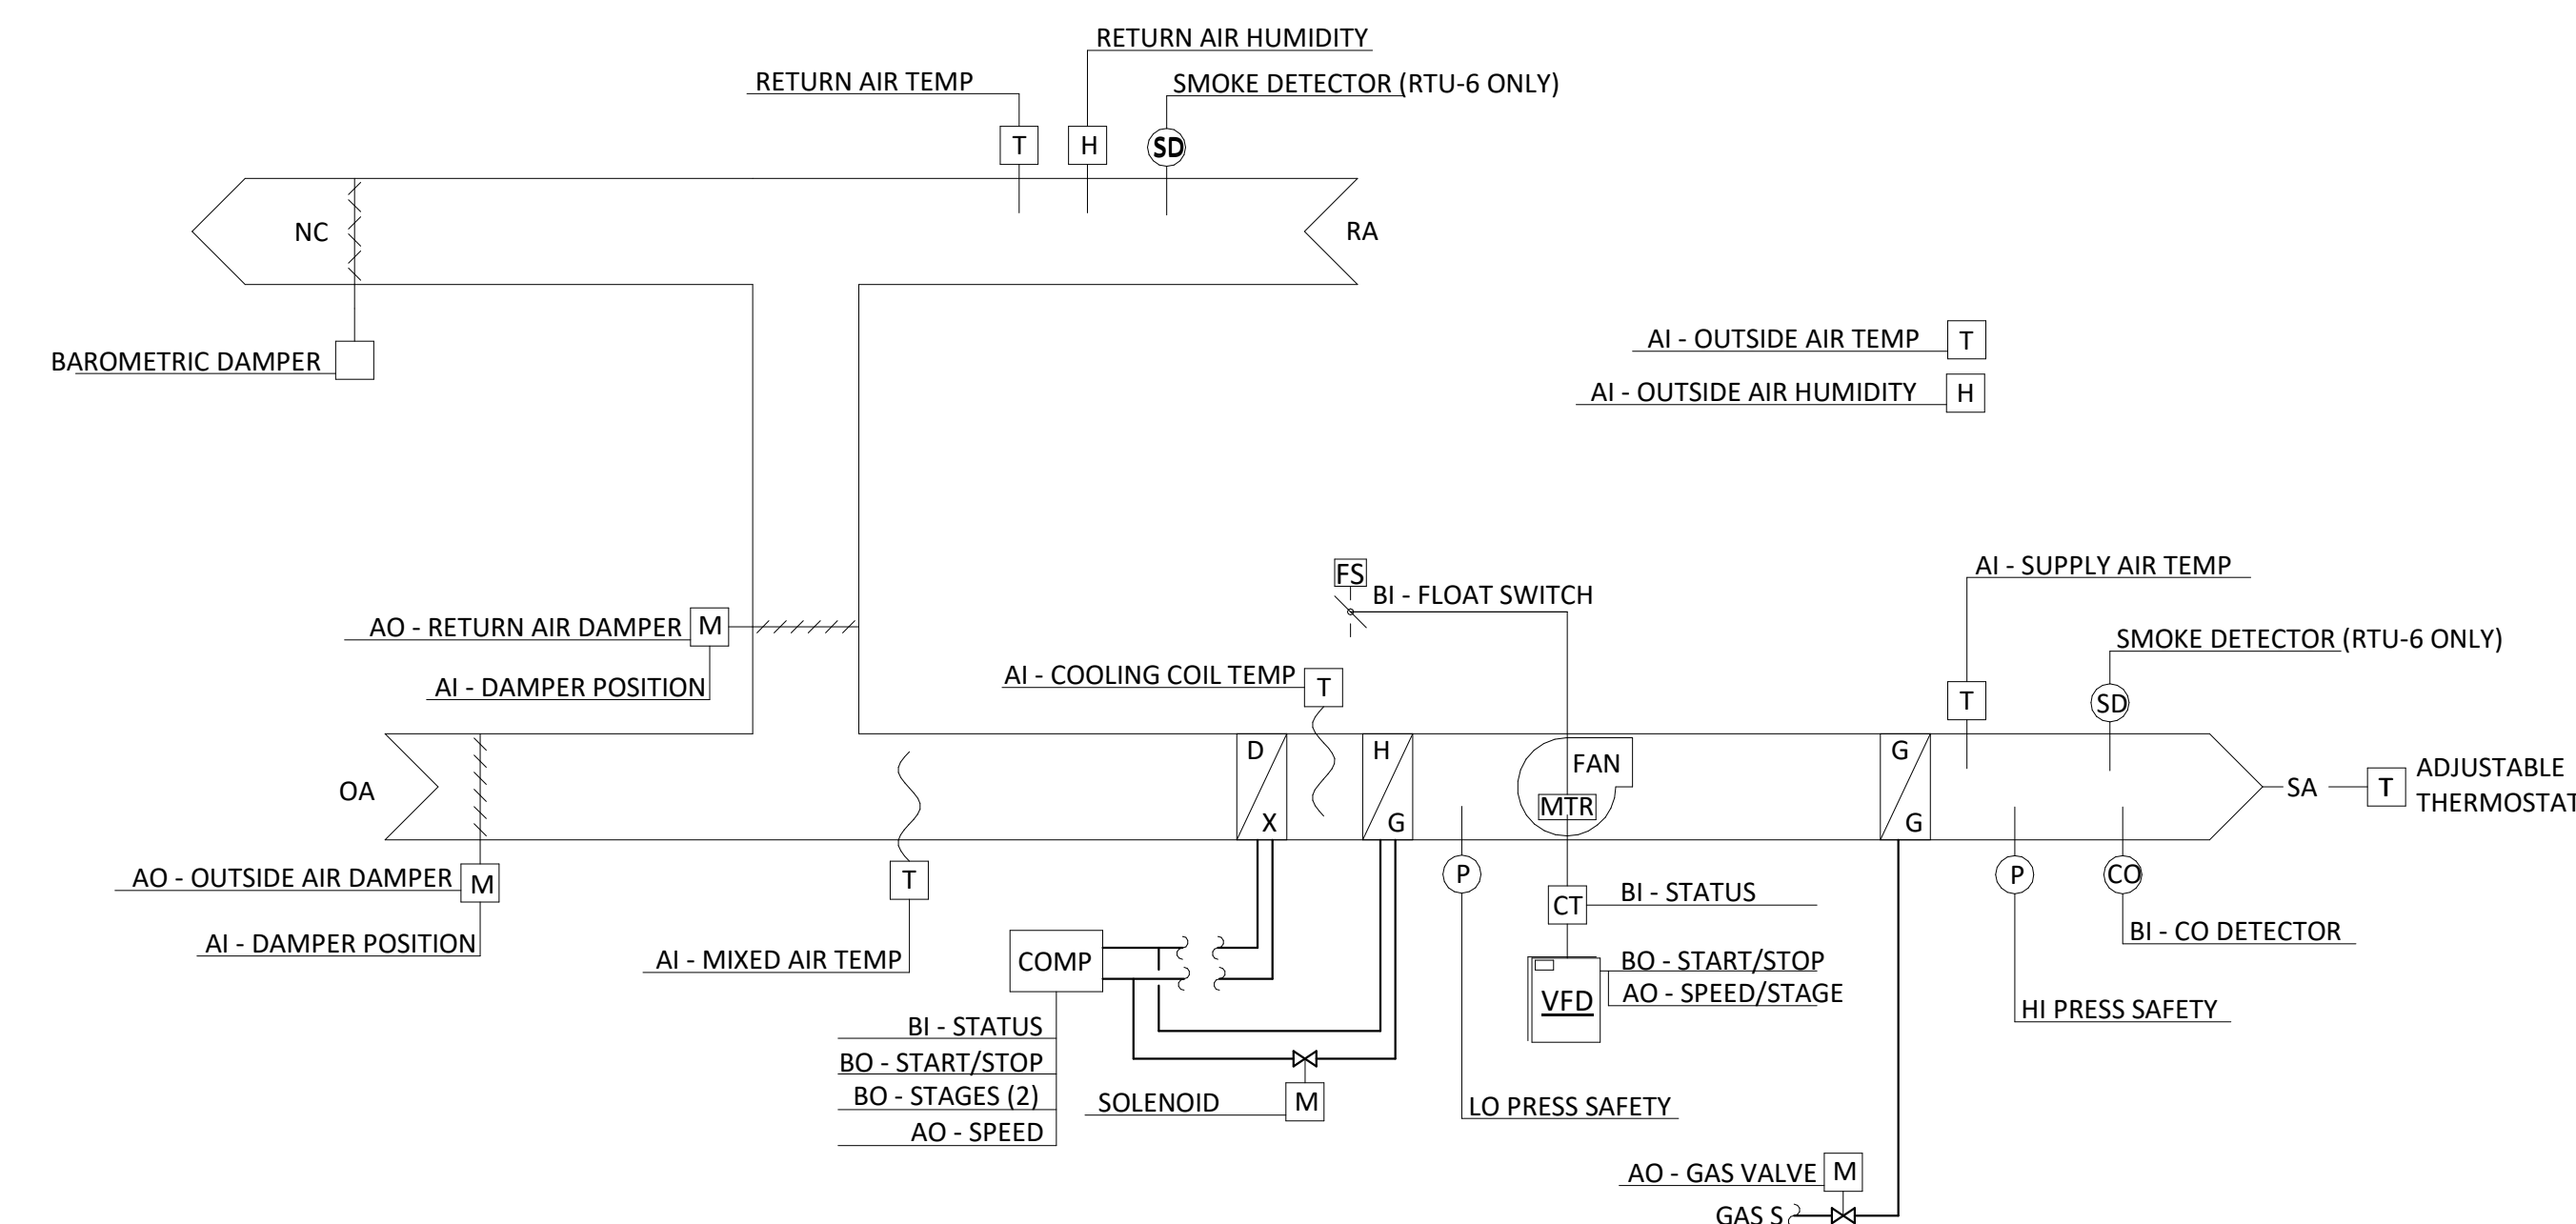 RETURN AIR HUMIDITY
RETURN AIR TEMP
SMOKE DETECTOR (RTU-6 ONLY)
T
H
SD
NC
RA
BAROMETRIC DAMPER
AI - OUTSIDE AIR TEMP
T
AI - OUTSIDE AIR HUMIDITY
H
FS
BI - FLOAT SWITCH
AI - SUPPLY AIR TEMP
AO - RETURN AIR DAMPER
M
SMOKE DETECTOR (RTU-6 ONLY)
AI - DAMPER POSITION
AI - COOLING COIL TEMP
T
T
SD
D
X
H
G
FAN
MTR
G
G
OA
SA
T
ADJUSTABLE
THERMOSTAT
AO - OUTSIDE AIR DAMPER
M
T
P
CT
BI - STATUS
P
CO
AI - DAMPER POSITION
AI - MIXED AIR TEMP
COMP
BI - CO DETECTOR
BO - START/STOP
AO - SPEED/STAGE
VFD
HI PRESS SAFETY
BI - STATUS
BO - START/STOP
BO - STAGES (2)
AO - SPEED
SOLENOID
M
LO PRESS SAFETY
AO - GAS VALVE
M
GAS S